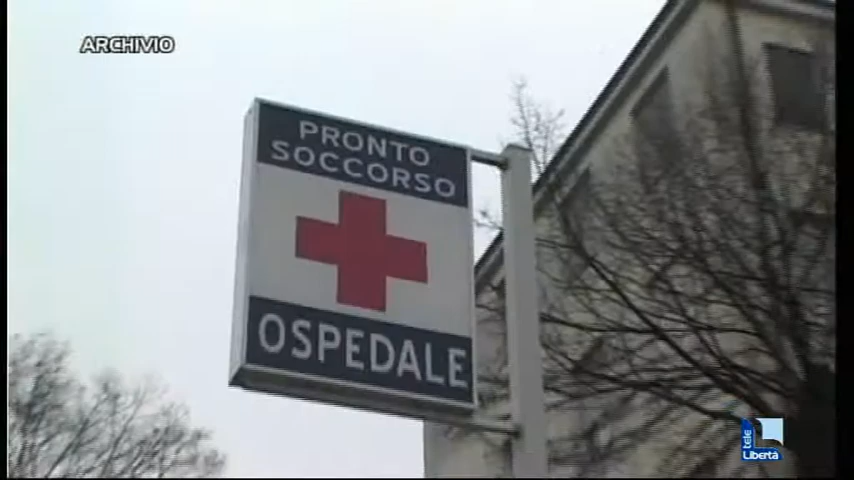 ARCHIVIO
PRONTO
SOCCORSO
OSPEDALE
tele
Libertà